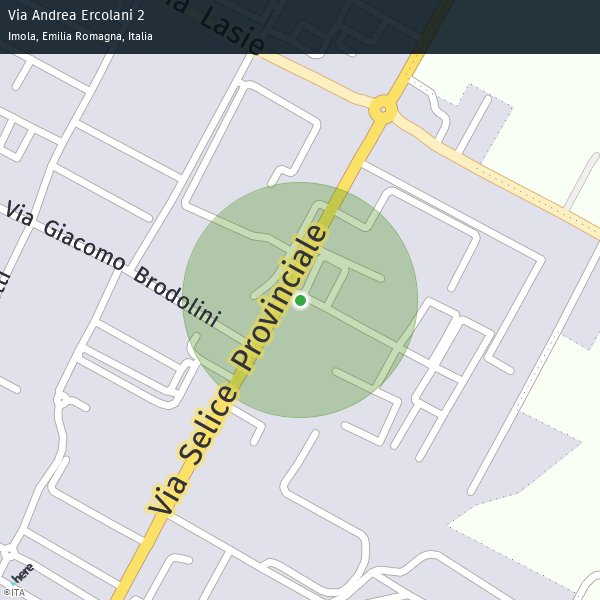 Via Andrea Ercolani 2
Imola, Emilia Romagna, Italia
Lasie
Via Giacomo Brodolini
Via Selice Provinciale
here
©ITA